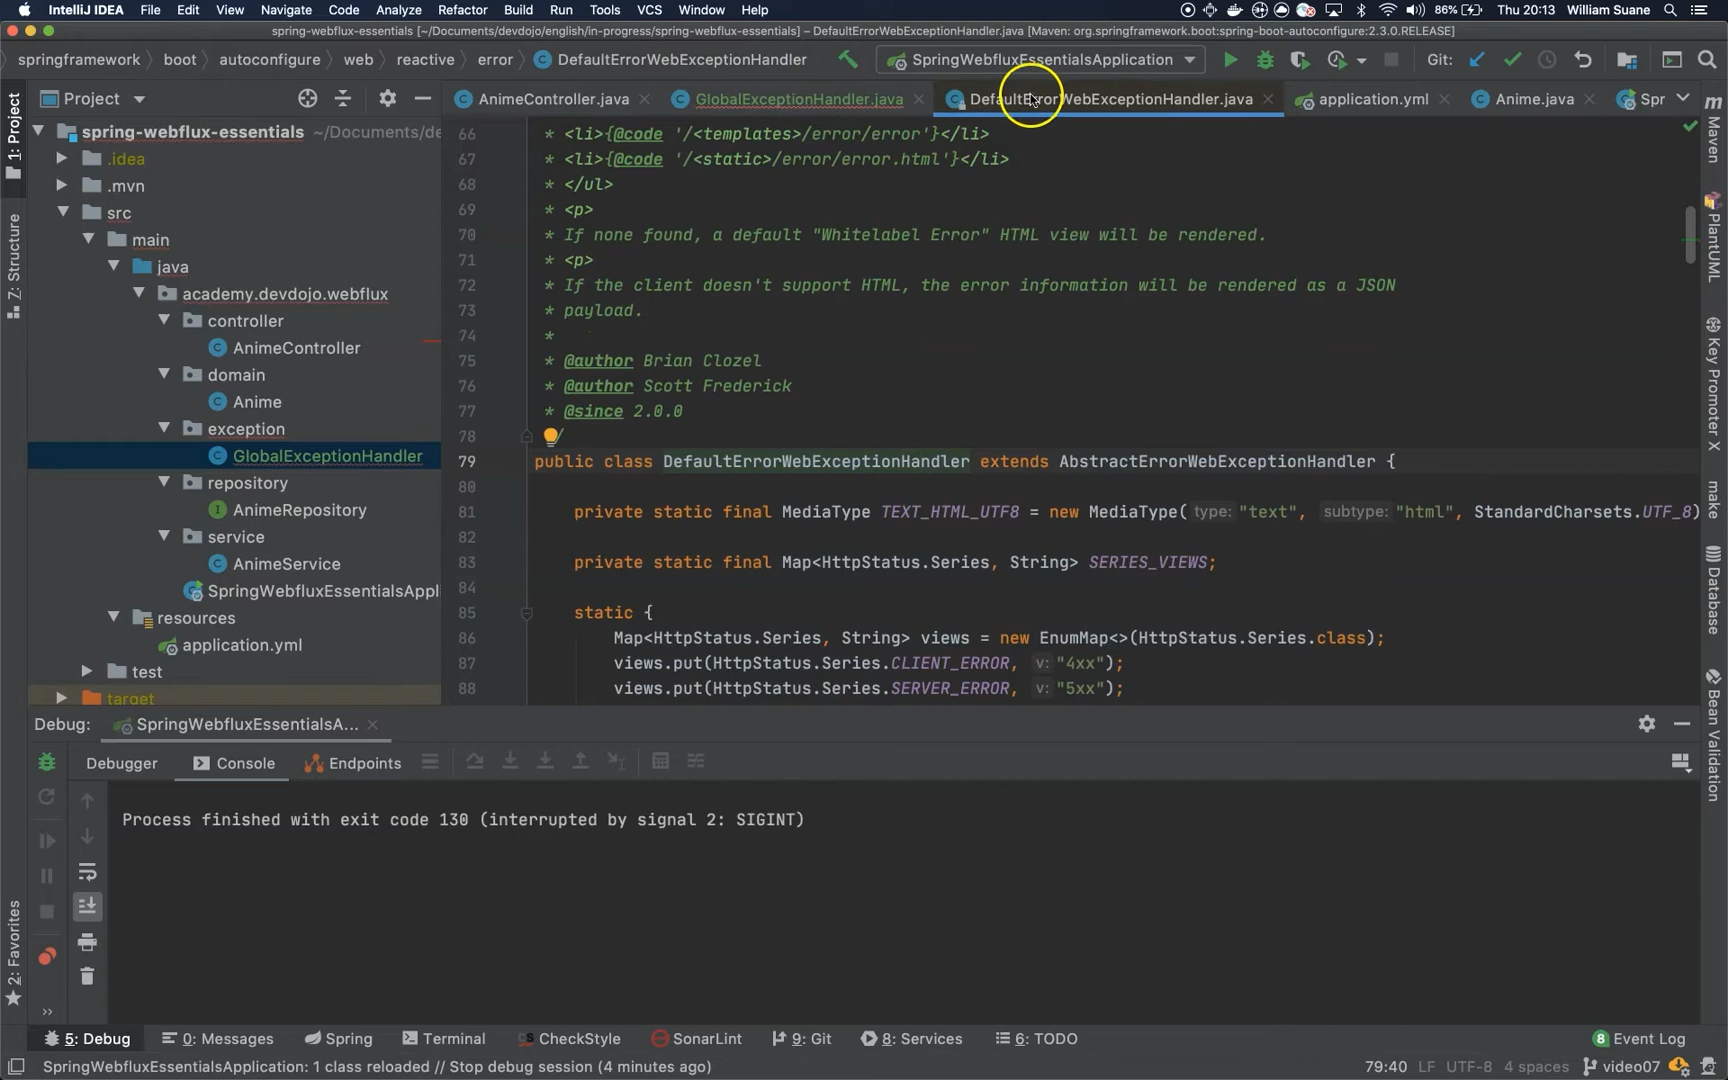 IntelliJ IDEA File Edit View Navigate Code Analyze Refactor Build Run Tools VCS Window Help 86% Thu 20:13 William Suane
spring-webflux-essentials [~/Documents/devdojo/english/in-progress/spring-webflux-essentials] – DefaultErrorWebExceptionHandler.java [Maven: org.springframework.boot:spring-boot-autoconfigure:2.3.0.RELEASE]
springframework boot autoconfigure web reactive error DefaultErrorWebExceptionHandler SpringWebfluxEssentialsApplication Git:
Project AnimeController.java GlobalExceptionHandler.java DefaultErrorWebExceptionHandler.java application.yml Anime.java Spr
1: Project
Z: Structure
2: Favorites
spring-webflux-essentials ~/Documents/de
.idea
.mvn
src
main
java
academy.devdojo.webflux
controller
AnimeController
domain
Anime
exception
GlobalExceptionHandler
repository
AnimeRepository
service
AnimeService
SpringWebfluxEssentialsAppl
resources
application.yml
test
target
66 * <li>{@code '/<templates>/error/error'}</li>
67 * <li>{@code '/<static>/error/error.html'}</li>
68 * </ul>
69 * <p>
70 * If none found, a default "Whitelabel Error" HTML view will be rendered.
71 * <p>
72 * If the client doesn't support HTML, the error information will be rendered as a JSON
73 * payload.
74 *
75 * @author Brian Clozel
76 * @author Scott Frederick
77 * @since 2.0.0
78 /
79 public class DefaultErrorWebExceptionHandler extends AbstractErrorWebExceptionHandler {
80
81 private static final MediaType TEXT_HTML_UTF8 = new MediaType( type: "text", subtype: "html", StandardCharsets.UTF_8)
82
83 private static final Map<HttpStatus.Series, String> SERIES_VIEWS;
84
85 static {
86 Map<HttpStatus.Series, String> views = new EnumMap<>(HttpStatus.Series.class);
87 views.put(HttpStatus.Series.CLIENT_ERROR, v: "4xx");
88 views.put(HttpStatus.Series.SERVER_ERROR, v: "5xx");
m
Maven
PlantUML
Key Promoter X
m
make
Database
Bean Validation
Debug: SpringWebfluxEssentialsA...
Debugger Console Endpoints
Process finished with exit code 130 (interrupted by signal 2: SIGINT)
5: Debug 0: Messages Spring Terminal CS CheckStyle SonarLint 9: Git 8: Services 6: TODO 8 Event Log
SpringWebfluxEssentialsApplication: 1 class reloaded // Stop debug session (4 minutes ago) 79:40 LF UTF-8 4 spaces video07